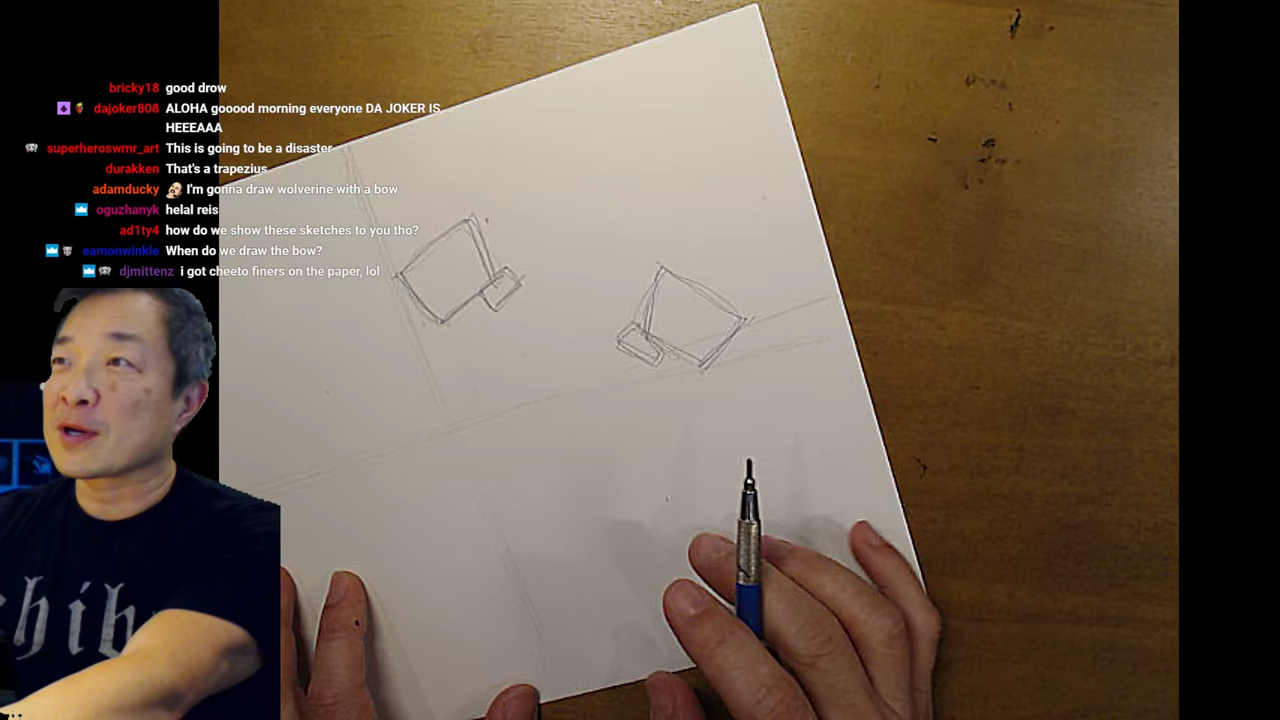 bricky18 good drow
dajoker808 ALOHA gooood morning everyone DA JOKER IS
HEEEAAA
superheroswmr_art This is going to be a disaster
durakken That's a trapezius
adamducky I'm gonna draw wolverine with a bow
oguzhanyk helal reis
ad1ty4 how do we show these sketches to you tho?
eamonwinkle When do we draw the bow?
djmittenz i got cheeto finers on the paper, lol